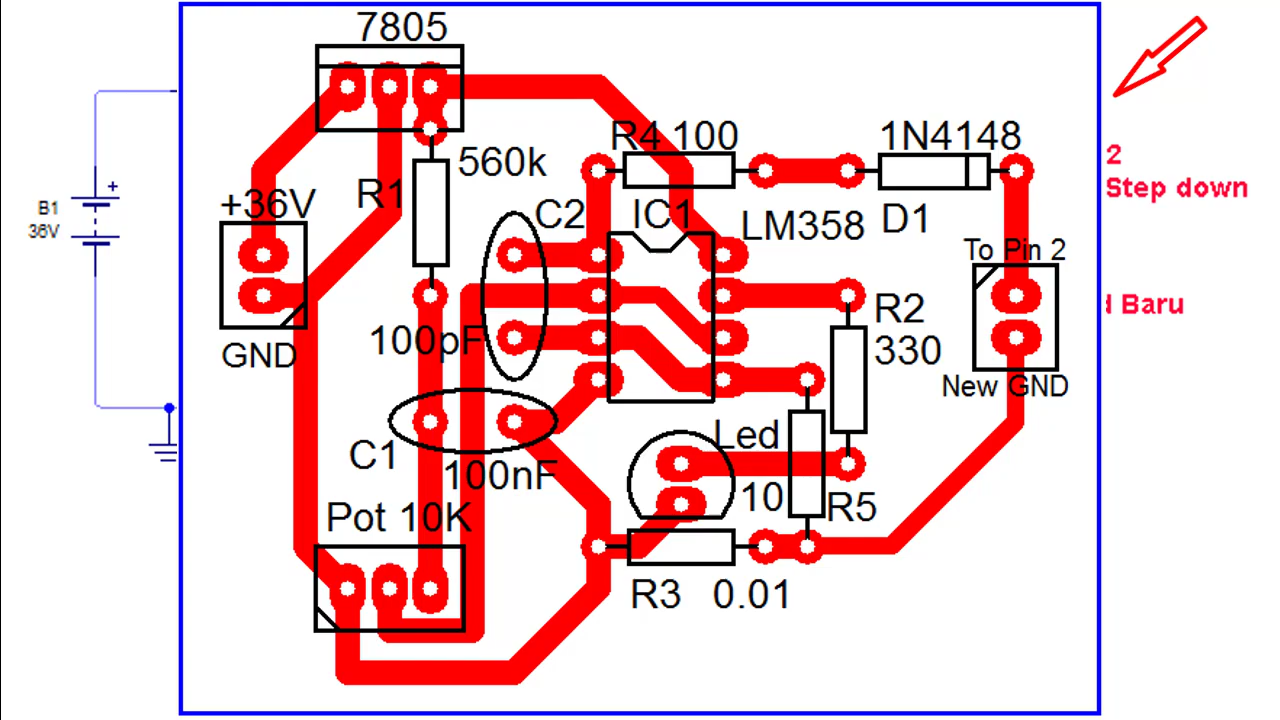 7805
R4 100
1N4148
560k
2
Step down
R1
+36V
C2
IC1
LM358
D1
B1
36V
+
To Pin 2
d Baru
R2
330
100pF
GND
New GND
Led
C1
100nF
10
R5
Pot 10K
R3 0.01